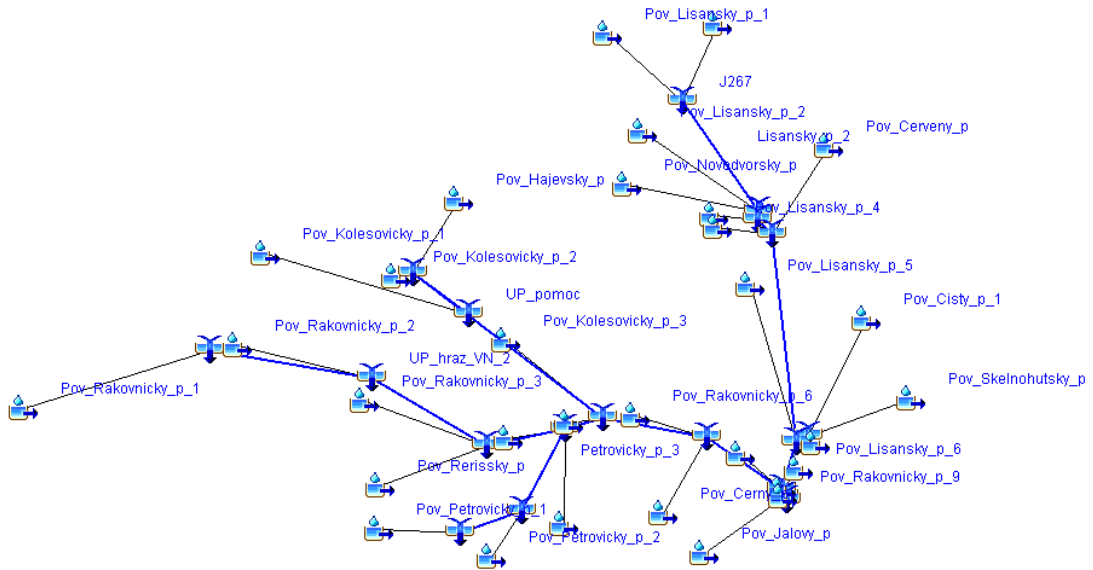 Pov_Lisansky_p_1
J267
Pov_Lisansky_p_2
Pov_Cerveny_p
Lisansky_p_2
Pov_Novodvorsky_p
Pov_Hajevsky_p
Pov_Lisansky_p_4
Pov_Kolesovicky_p_1
Pov_Kolesovicky_p_2
Pov_Lisansky_p_5
UP_pomoc
Pov_Cisty_p_1
Pov_Kolesovicky_p_3
Pov_Rakovnicky_p_2
UP_hraz_VN_2
Pov_Rakovnicky_p_3
Pov_Skelnohutsky_p
Pov_Rakovnicky_p_1
Pov_Rakovnicky_p_6
Petrovicky_p_3
Pov_Lisansky_p_6
Pov_Rerissky_p
Pov_Rakovnicky_p_9
Pov_Petrovicky_p_1
Pov_Petrovicky_p_2
Pov_Jalovy_p